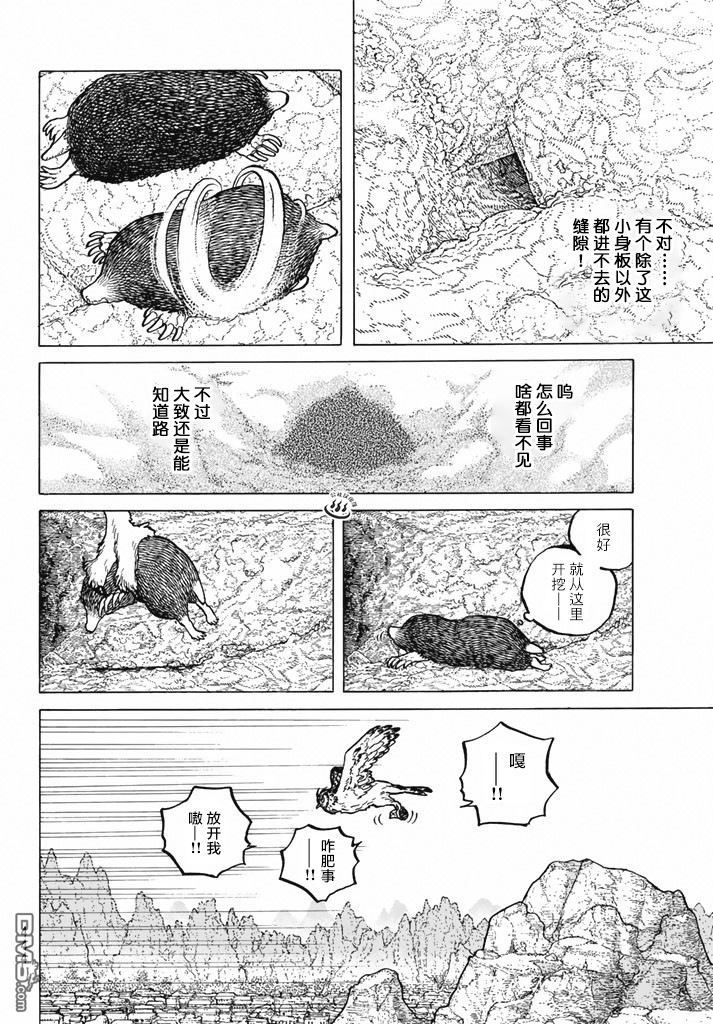 不对……
有个除了这
小身板以外
都进不去的
缝隙！
呜
怎么回事
啥都看不见
不过
大致还是能
知道路
很好
就从这里
开挖——
嘎
——!!
咋肥事
——!!
放开我
嗷—!!
DM5.com